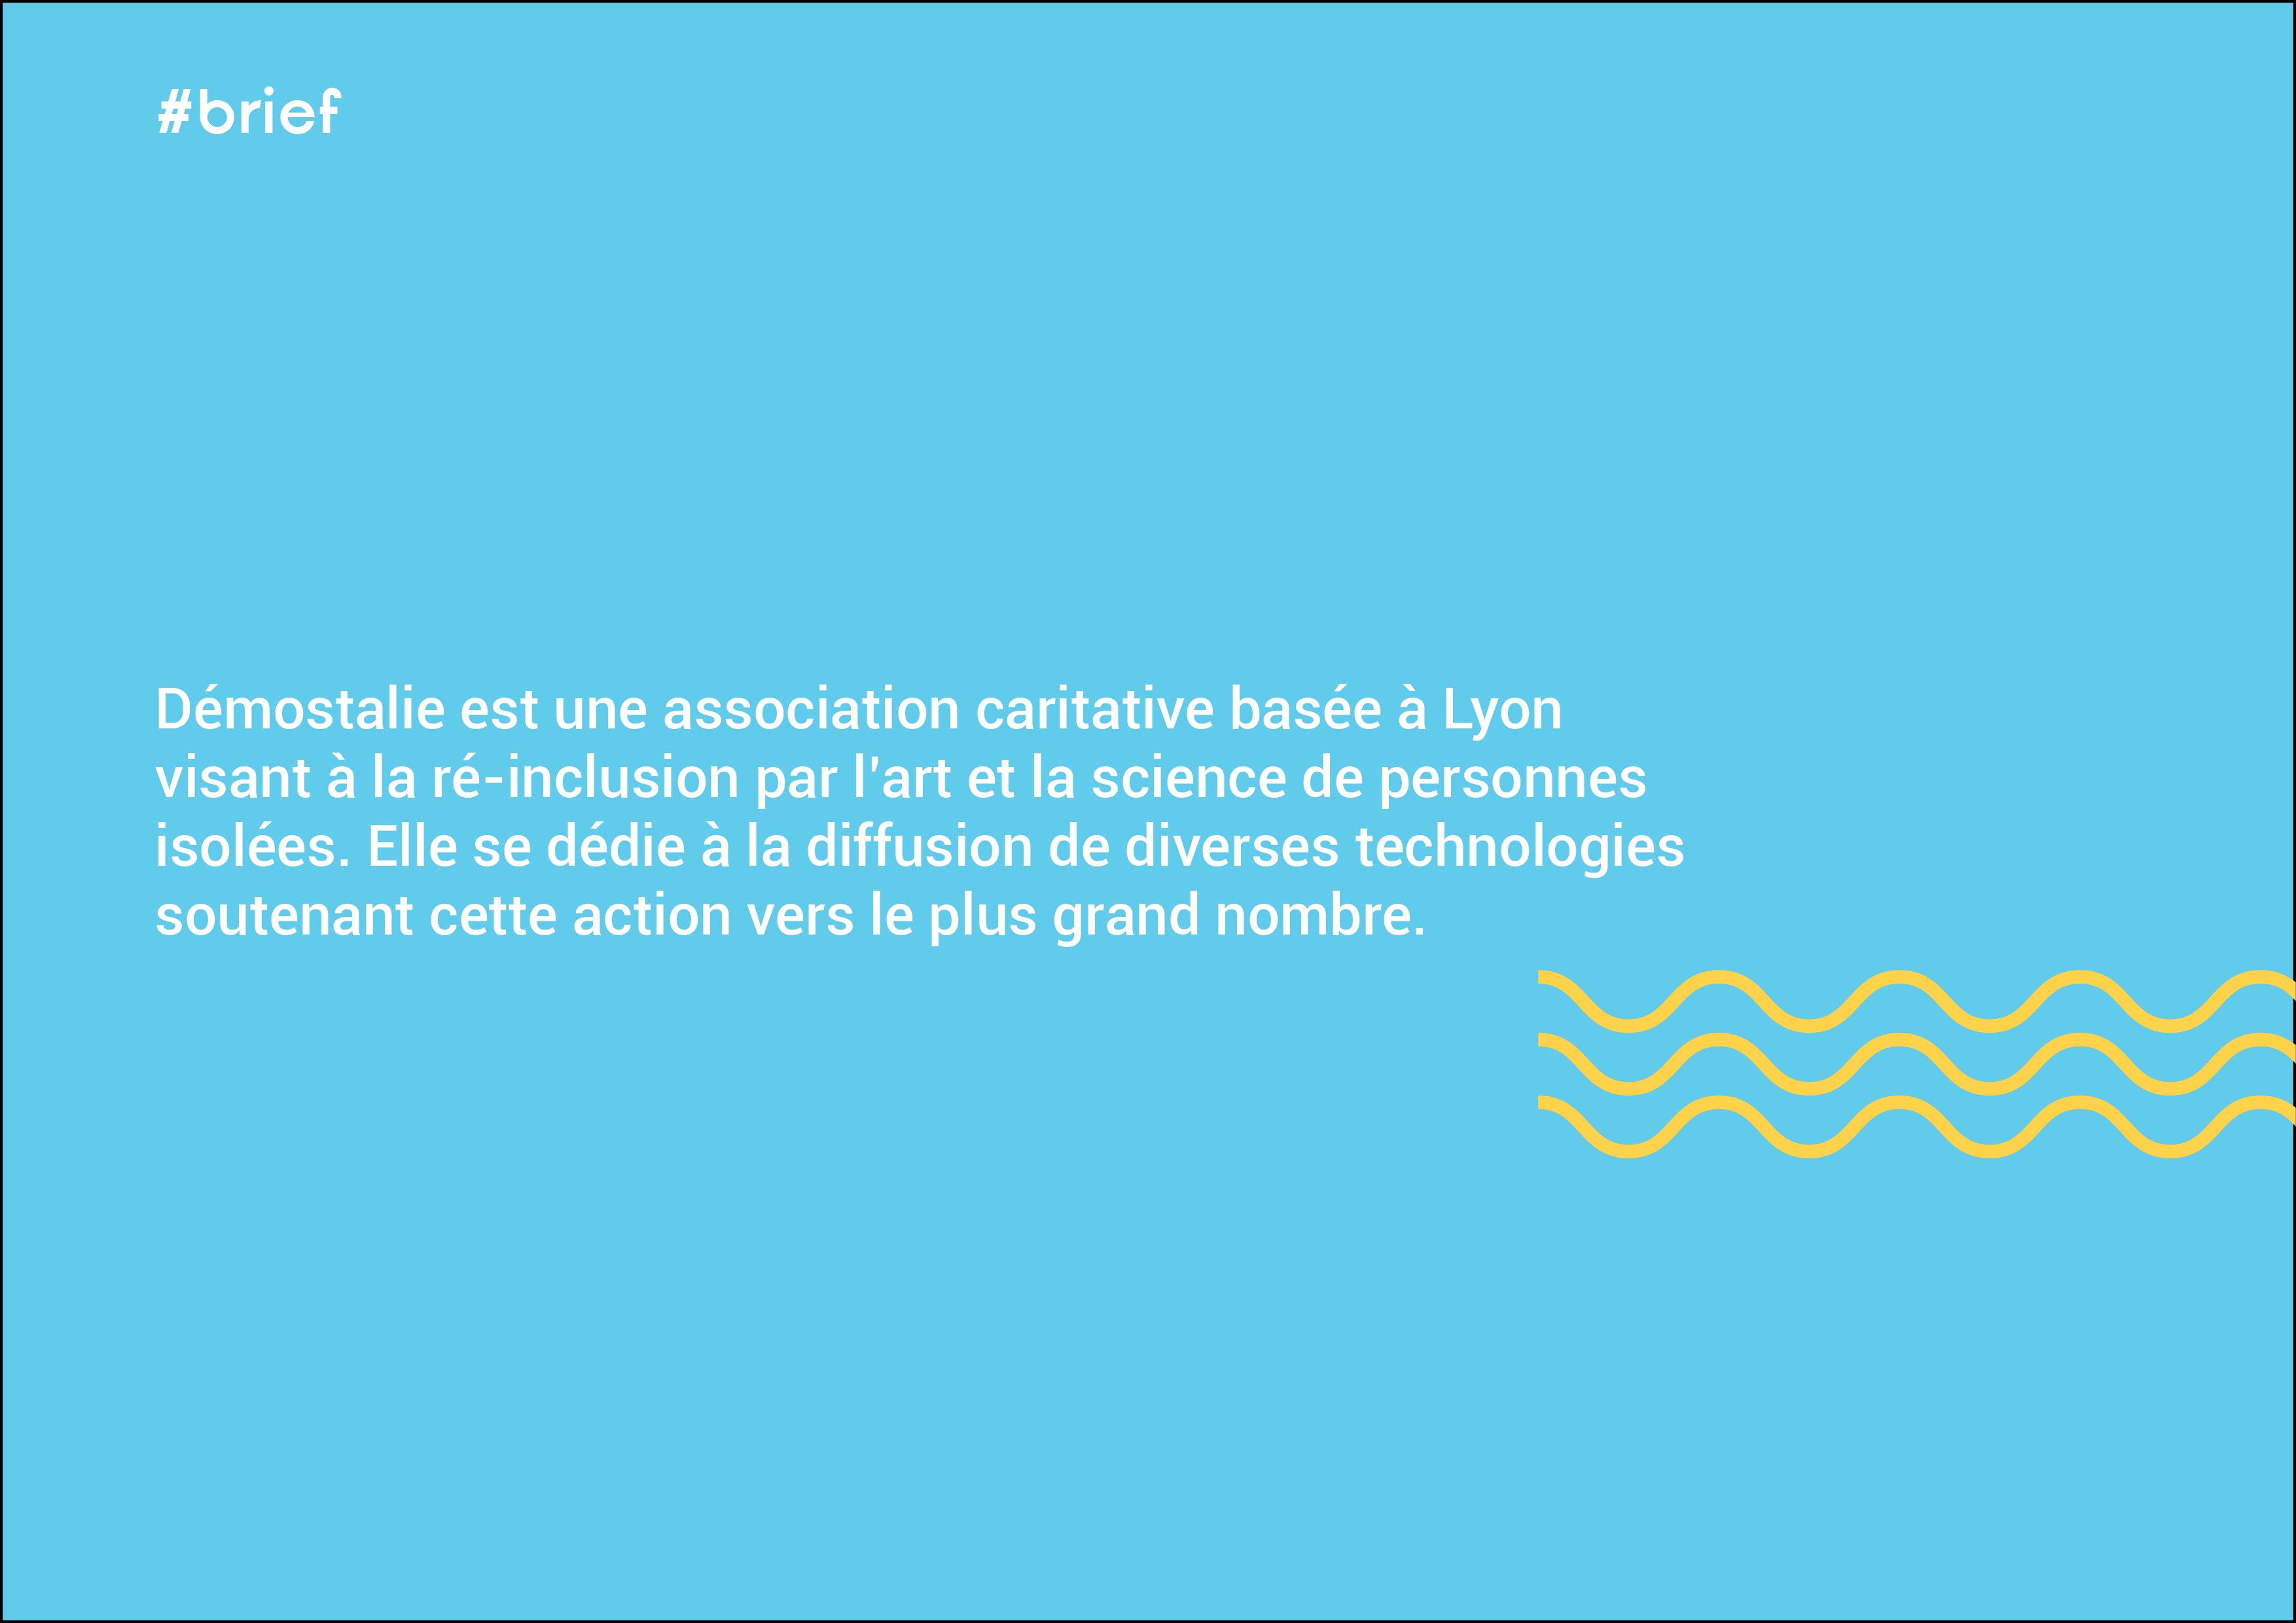 #brief
Démostalie est une association caritative basée à Lyon
visant à la ré-inclusion par l'art et la science de personnes
isolées. Elle se dédie à la diffusion de diverses technologies
soutenant cette action vers le plus grand nombre.